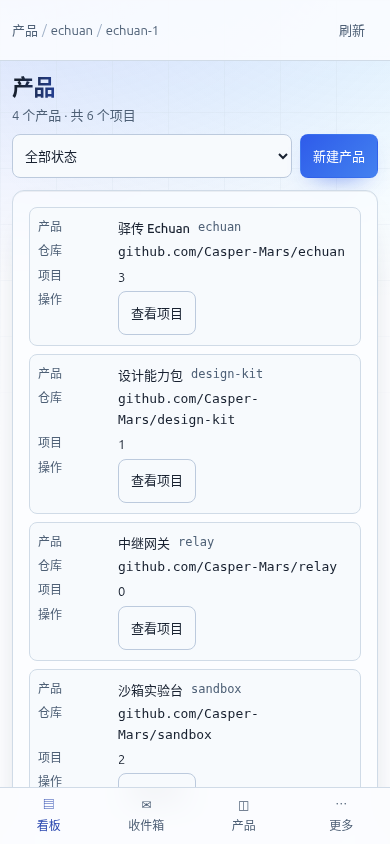 产品 / echuan / echuan-1 刷新
产品
4 个产品 · 共 6 个项目
全部状态 新建产品
产品 驿传 Echuan echuan
仓库 github.com/Casper-Mars/echuan
项目 3
操作 查看项目
产品 设计能力包 design-kit
仓库 github.com/Casper-
Mars/design-kit
项目 1
操作 查看项目
产品 中继网关 relay
仓库 github.com/Casper-Mars/relay
项目 0
操作 查看项目
产品 沙箱实验台 sandbox
仓库 github.com/Casper-
Mars/sandbox
项目 2
操作
看板 收件箱 产品 更多